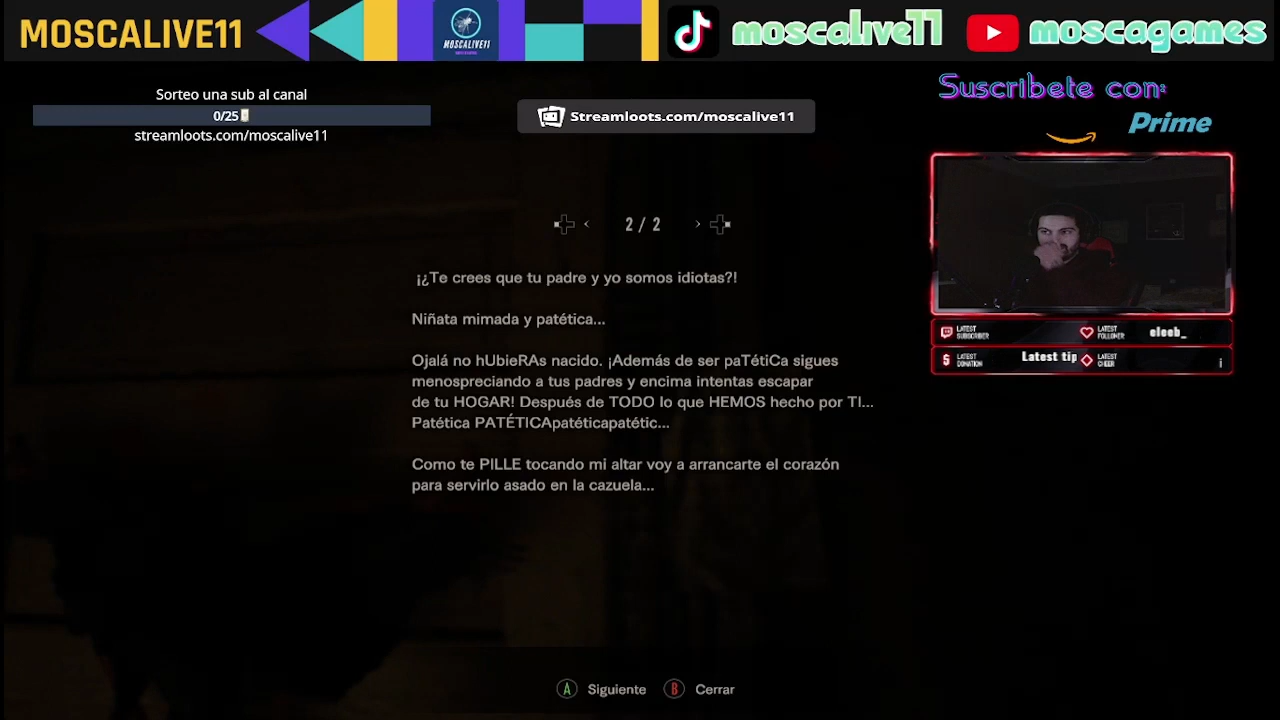 MOSCALIVE11
MOSCALIVE11
moscalive11
moscagames
Sorteo una sub al canal
0/25
streamloots.com/moscalive11
Streamloots.com/moscalive11
Suscribete con:
Prime
< 2 / 2 >
¡¿Te crees que tu padre y yo somos idiotas?!
Niñata mimada y patética...
Ojalá no hUbieRAs nacido. ¡Además de ser paTétiCa sigues
menospreciando a tus padres y encima intentas escapar
de tu HOGAR! Después de TODO lo que HEMOS hecho por TI...
Patética PATÉTICApatéticapatétic...
Como te PILLE tocando mi altar voy a arrancarte el corazón
para servirlo asado en la cazuela...
LATEST SUBSCRIBER
LATEST FOLLOWER
eleeb_
LATEST DONATION
Latest tip
LATEST CHEER
A Siguiente B Cerrar